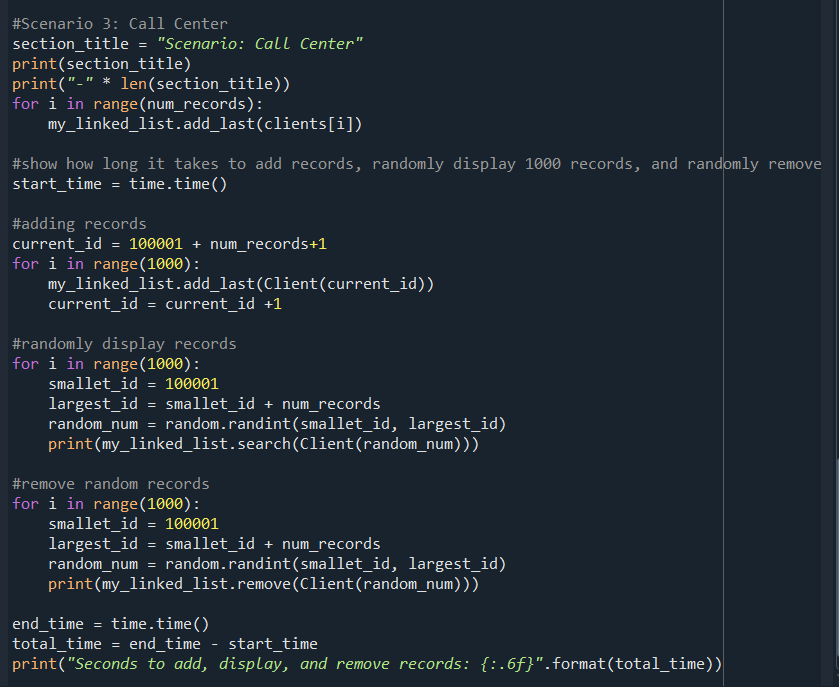 #Scenario 3: Call Center
section_title = "Scenario: Call Center"
print(section_title)
print("-" * len(section_title))
for i in range(num_records):
    my_linked_list.add_last(clients[i])

#show how long it takes to add records, randomly display 1000 records, and randomly remove
start_time = time.time()

#adding records
current_id = 100001 + num_records+1
for i in range(1000):
    my_linked_list.add_last(Client(current_id))
    current_id = current_id +1

#randomly display records
for i in range(1000):
    smallet_id = 100001
    largest_id = smallet_id + num_records
    random_num = random.randint(smallet_id, largest_id)
    print(my_linked_list.search(Client(random_num)))

#remove random records
for i in range(1000):
    smallet_id = 100001
    largest_id = smallet_id + num_records
    random_num = random.randint(smallet_id, largest_id)
    print(my_linked_list.remove(Client(random_num)))

end_time = time.time()
total_time = end_time - start_time
print("Seconds to add, display, and remove records: {:.6f}".format(total_time))